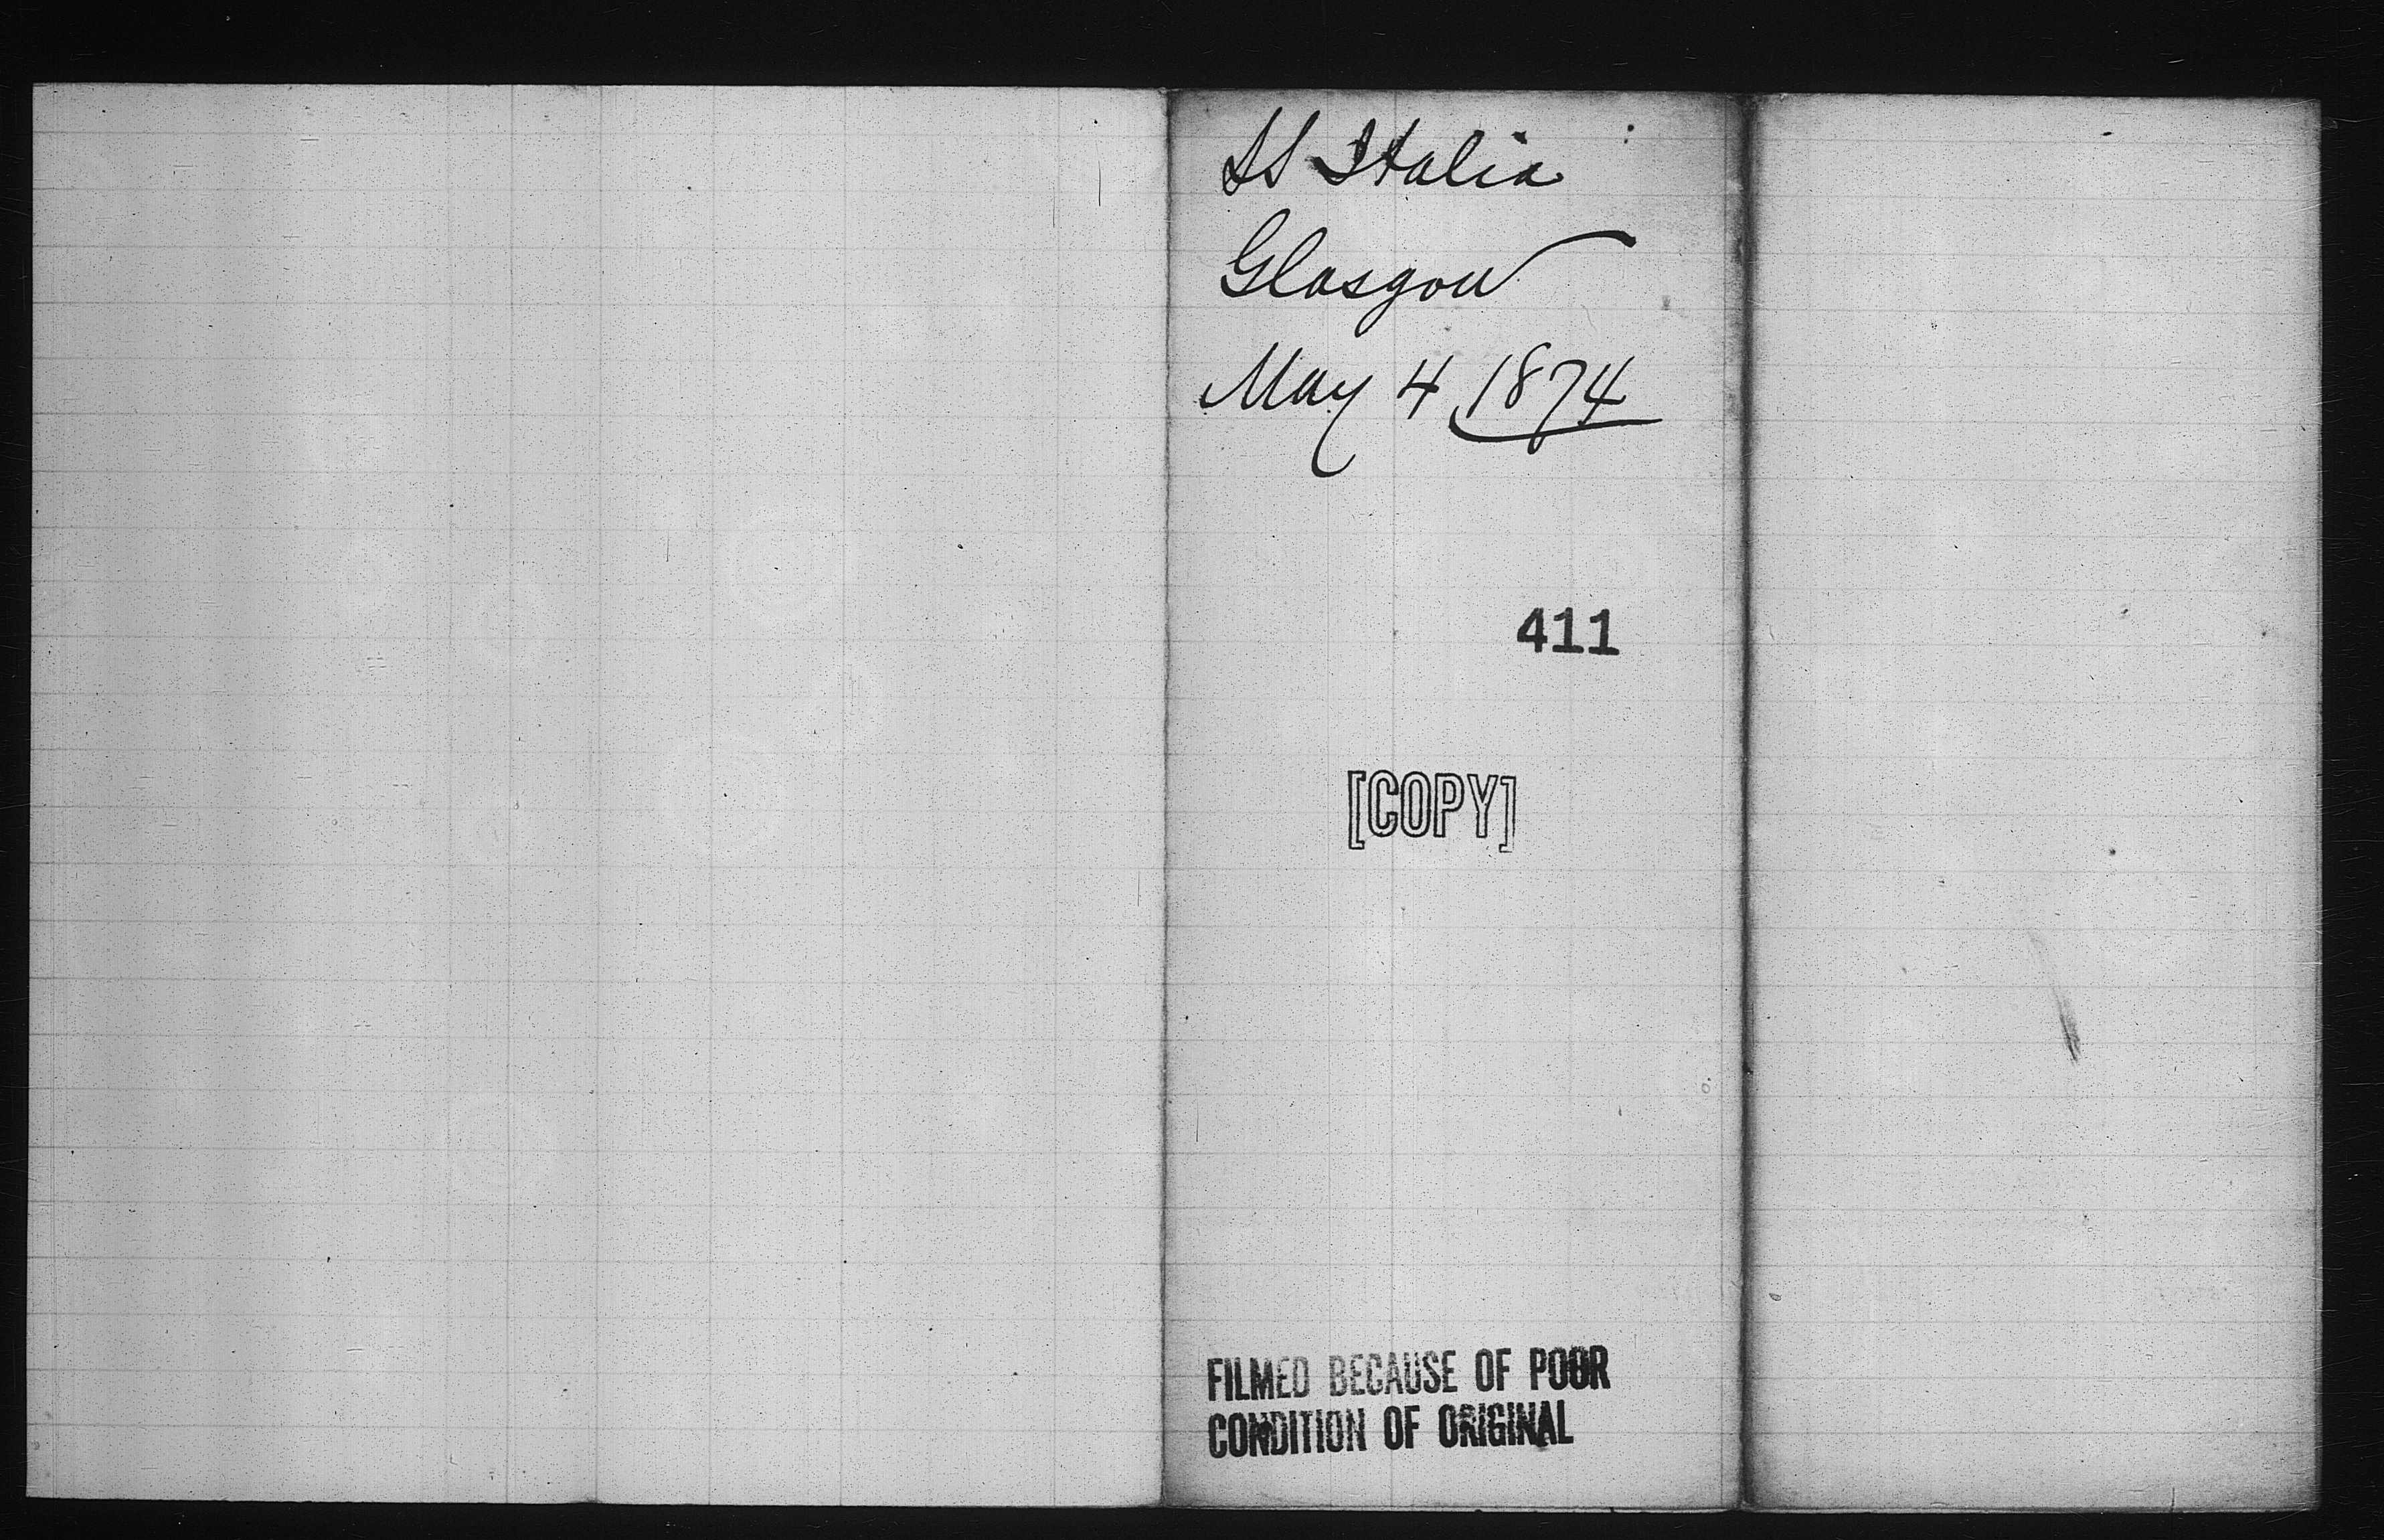 SS Italia
Glasgow
May 4 1874
411
[COPY]
FILMED BECAUSE OF POOR
CONDITION OF ORIGINAL